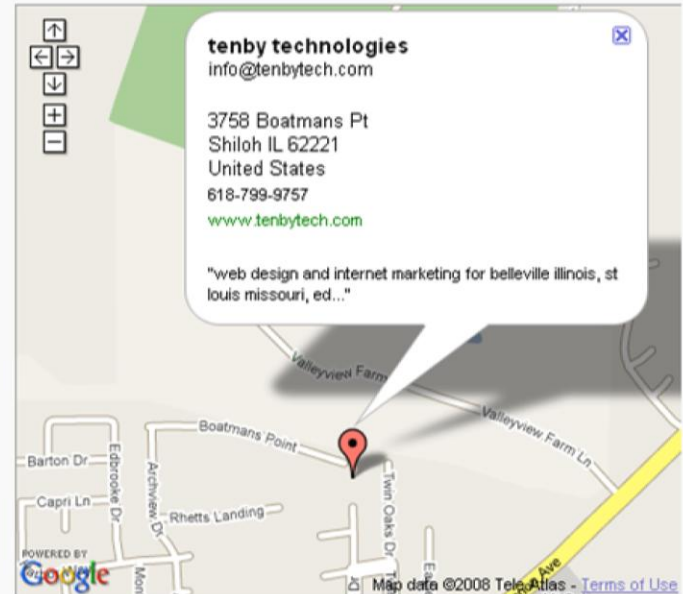 tenby technologies
info@tenbytech.com
3758 Boatmans Pt
Shiloh IL 62221
United States
618-799-9757
www.tenbytech.com
"web design and internet marketing for belleville illinois, st
louis missouri, ed..."
Valleyview Farm
Valleyview Farm Ln
Boatmans Point
Barton Dr
Edbrooke Dr
Archview Dr
Twin Oaks Dr
Capri Ln
Rhetts Landing
Mon
Ea
Ave
POWERED BY
Google
Map data ©2008 Tele Atlas - Terms of Use